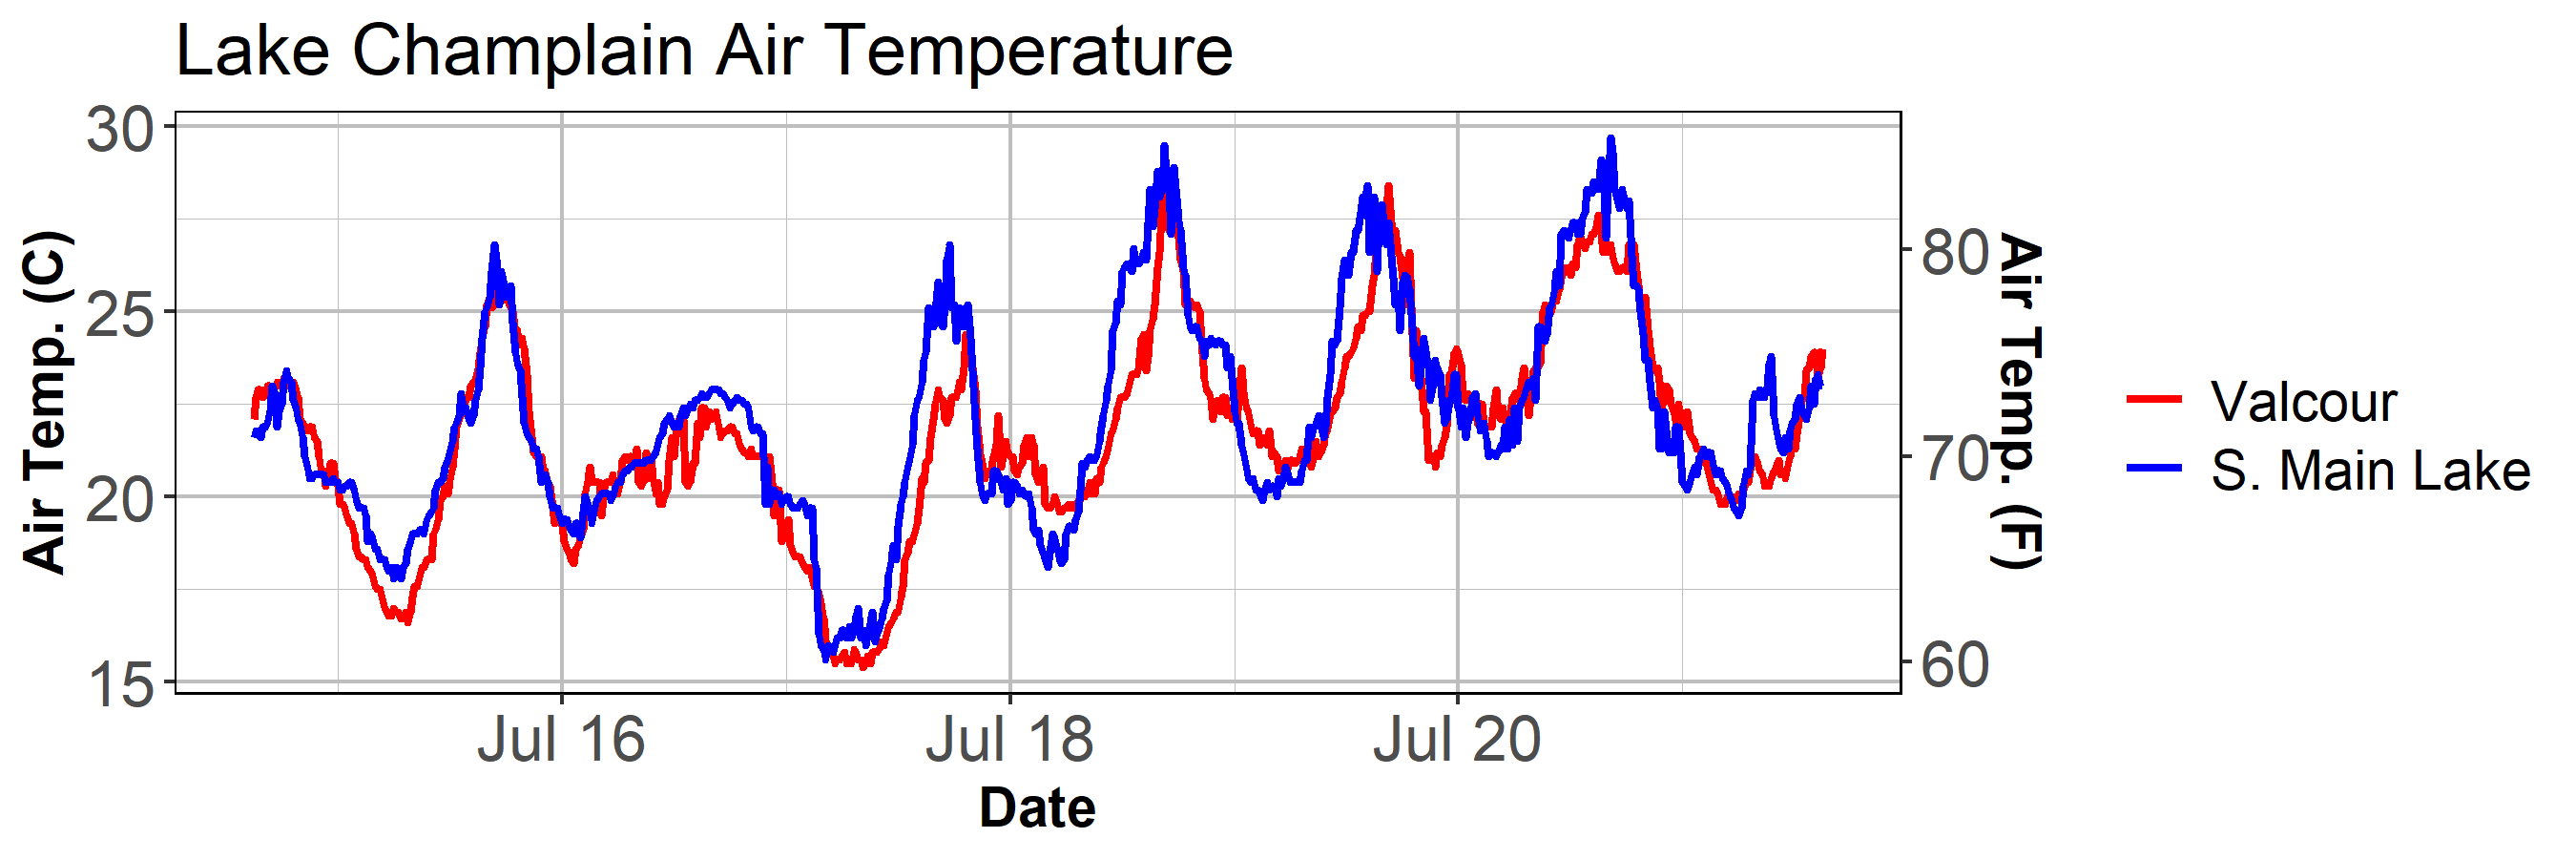 Lake Champlain Air Temperature
30
25
20
15
Air Temp. (C)
80
70
60
Air Temp. (F)
Jul 16
Jul 18
Jul 20
Date
Valcour
S. Main Lake